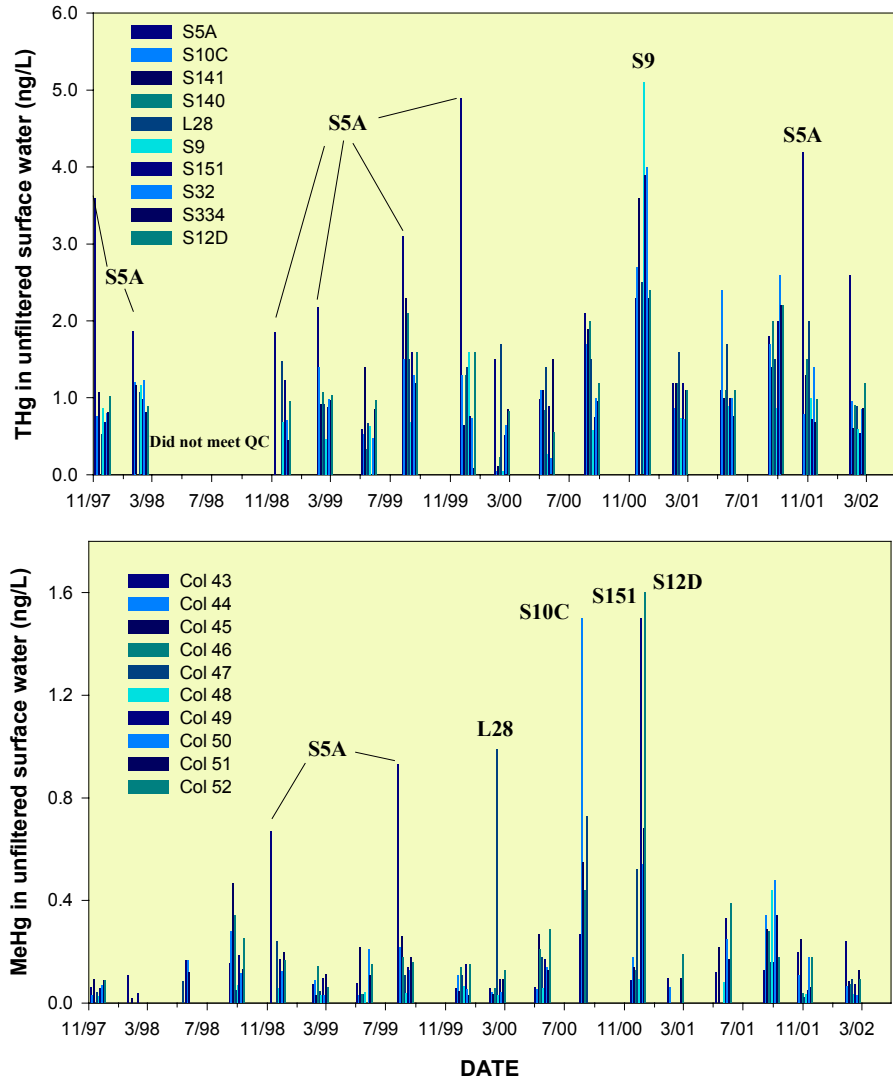 THg in unfiltered surface water (ng/L)
6.0
5.0
4.0
3.0
2.0
1.0
0.0
S5A
S10C
S141
S140
L28
S9
S151
S32
S334
S12D
S5A
S5A
S9
S5A
Did not meet QC
11/97 3/98 7/98 11/98 3/99 7/99 11/99 3/00 7/00 11/00 3/01 7/01 11/01 3/02
MeHg in unfiltered surface water (ng/L)
1.6
1.2
0.8
0.4
0.0
Col 43
Col 44
Col 45
Col 46
Col 47
Col 48
Col 49
Col 50
Col 51
Col 52
S5A
L28
S10C
S151
S12D
11/97 3/98 7/98 11/98 3/99 7/99 11/99 3/00 7/00 11/00 3/01 7/01 11/01 3/02
DATE